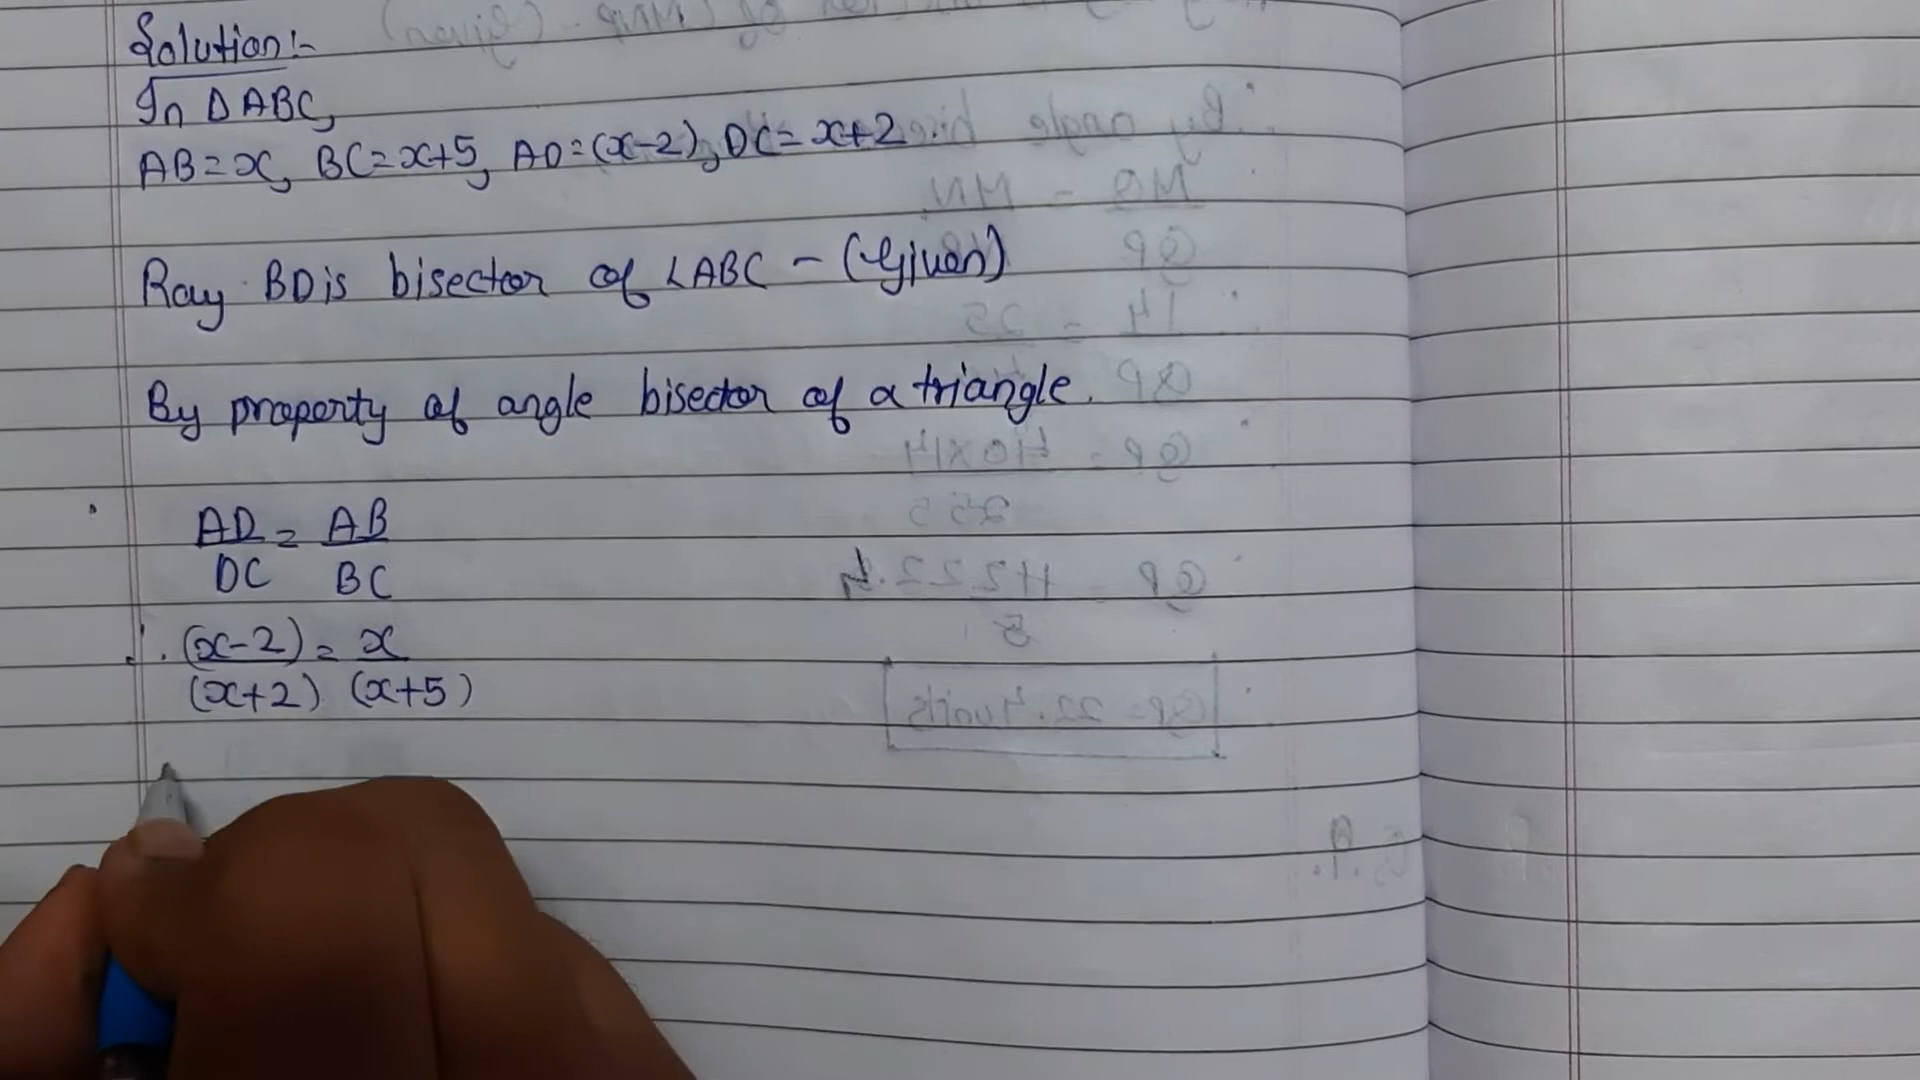 Solution:-
In ΔABC,
AB=x, BC=x+5, AD=(x-2), DC=x+2
Ray BD is bisector of ∠ABC - (Given)
By property of angle bisector of a triangle.
AD = AB
DC BC
∴ (x-2) = x
(x+2) (x+5)